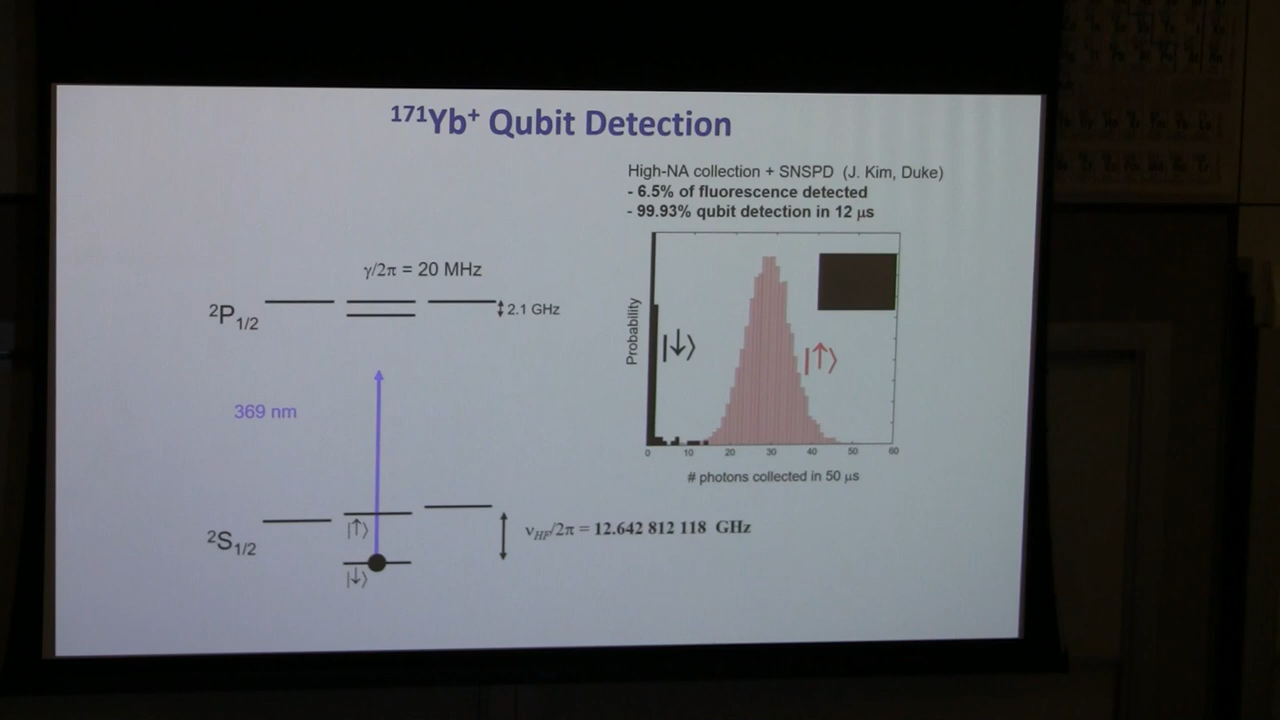 ¹⁷¹Yb⁺ Qubit Detection
High-NA collection + SNSPD (J. Kim, Duke)
- 6.5% of fluorescence detected
- 99.93% qubit detection in 12 μs
γ/2π = 20 MHz
²P₁/₂
2.1 GHz
369 nm
²S₁/₂
|↑⟩
|↓⟩
ν_HF/2π = 12.642 812 118 GHz
Probability
|↓⟩
|↑⟩
0 10 20 30 40 50 60
# photons collected in 50 μs